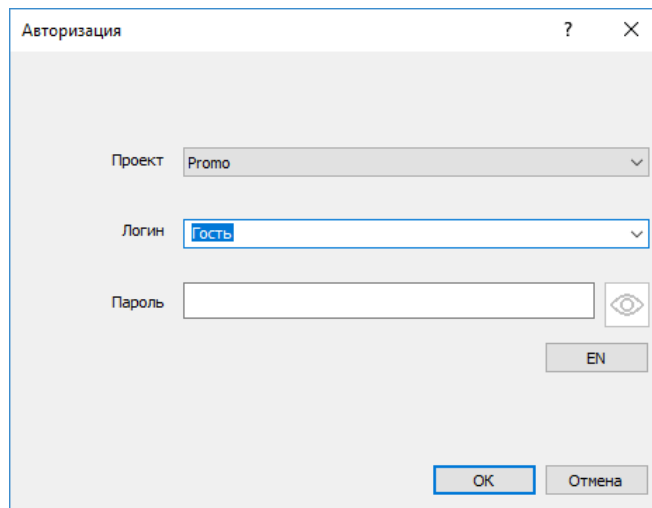 Авторизация ?
Проект Promo
Логин Гость
Пароль
EN
OK Отмена